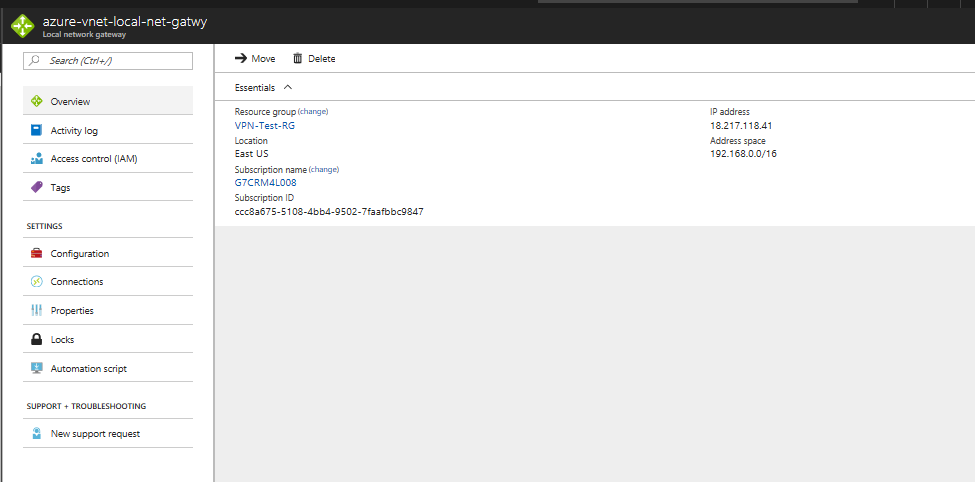 azure-vnet-local-net-gatwy
Local network gateway
Search (Ctrl+/)
Overview
Activity log
Access control (IAM)
Tags
SETTINGS
Configuration
Connections
Properties
Locks
Automation script
SUPPORT + TROUBLESHOOTING
New support request
Move Delete
Essentials
Resource group (change)
VPN-Test-RG
Location
East US
Subscription name (change)
G7CRM4L008
Subscription ID
ccc8a675-5108-4bb4-9502-7faafbbc9847
IP address
18.217.118.41
Address space
192.168.0.0/16